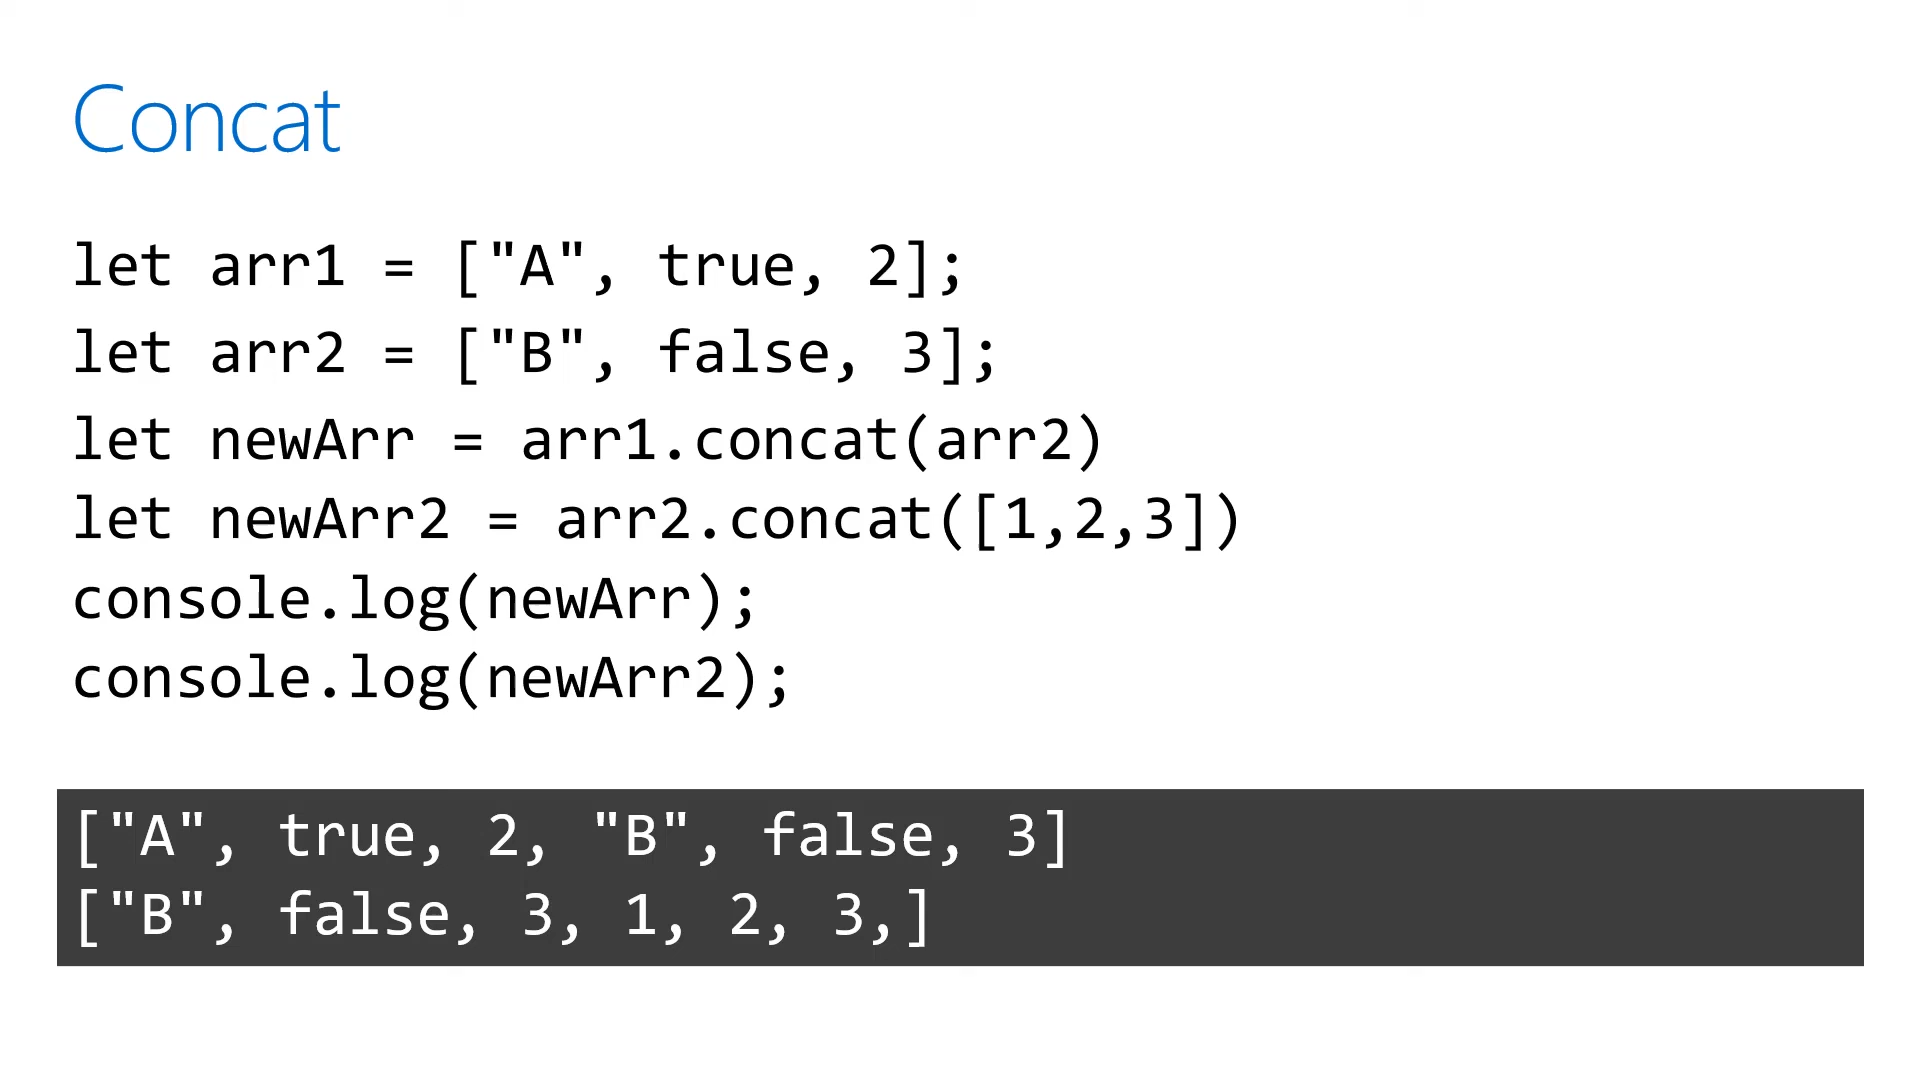 Concat
let arr1 = ["A", true, 2];
let arr2 = ["B", false, 3];
let newArr = arr1.concat(arr2)
let newArr2 = arr2.concat([1,2,3])
console.log(newArr);
console.log(newArr2);
["A", true, 2, "B", false, 3]
["B", false, 3, 1, 2, 3,]